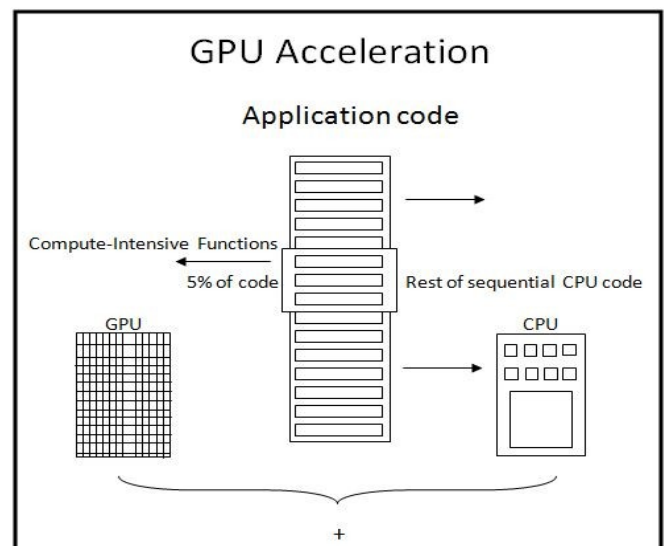 GPU Acceleration
Application code
Compute-Intensive Functions
5% of code
Rest of sequential CPU code
GPU
CPU
+